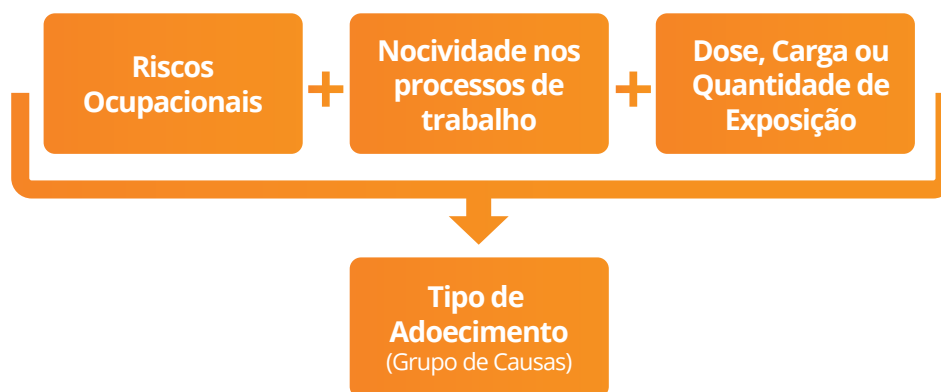 Riscos
Ocupacionais
+
Nocividade nos
processos de
trabalho
+
Dose, Carga ou
Quantidade de
Exposição
Tipo de
Adoecimento
(Grupo de Causas)